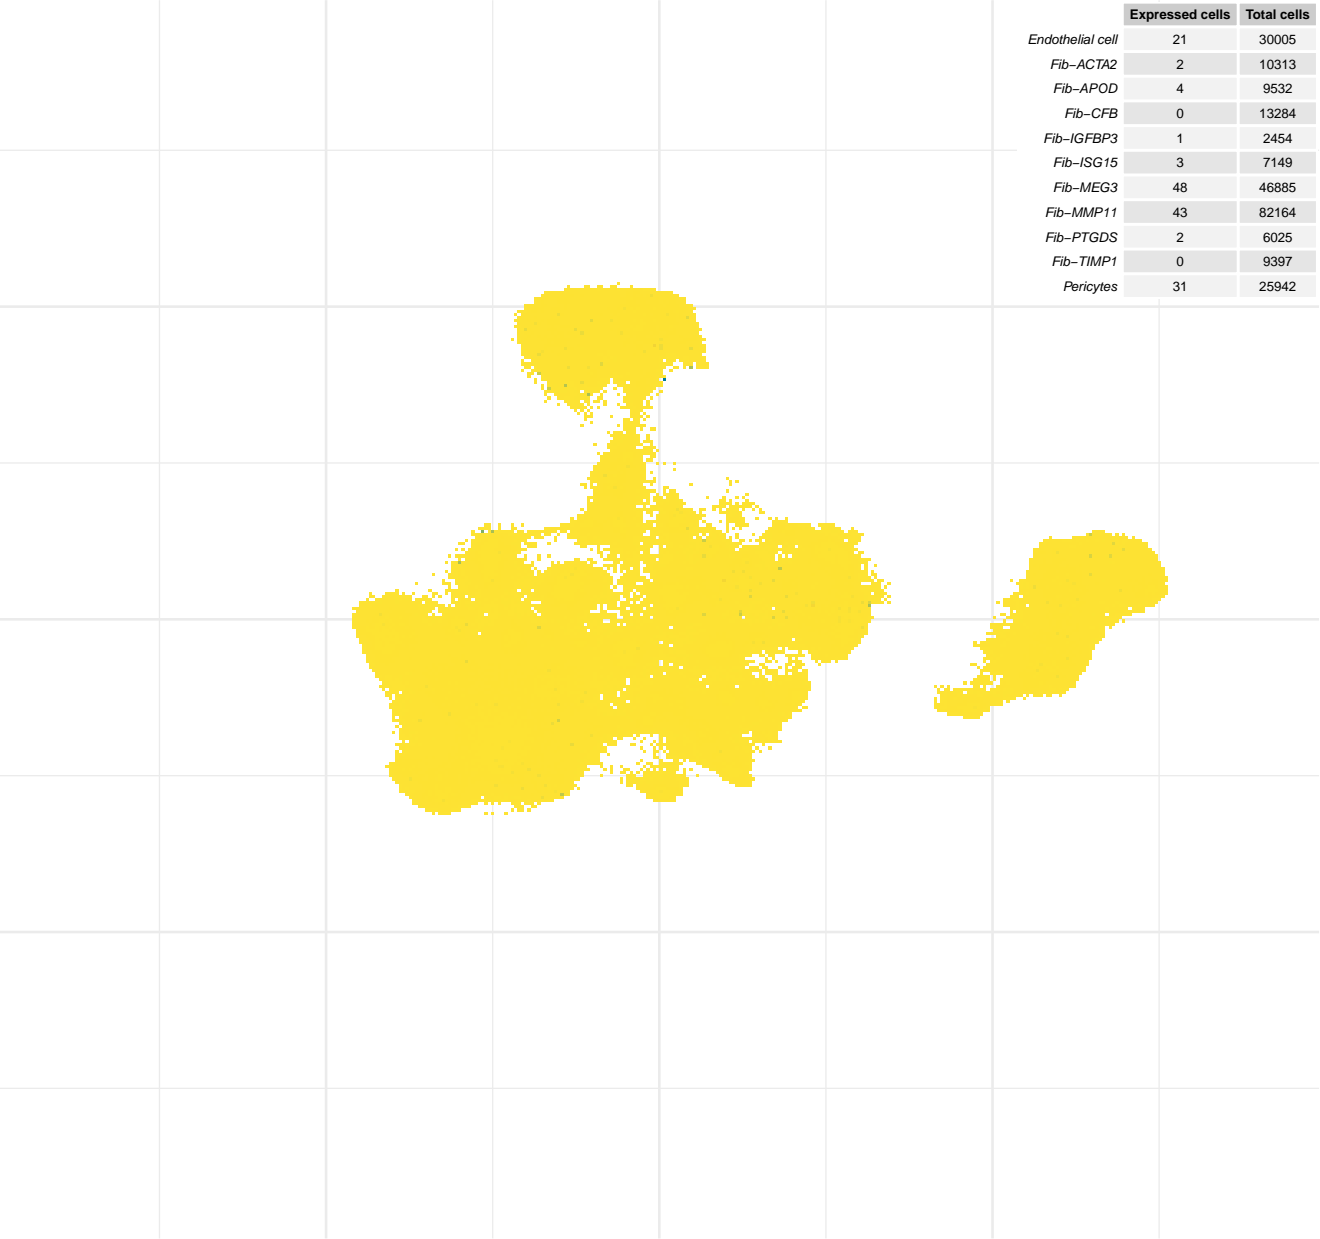 Expressed cells Total cells
Endothelial cell 21 30005
Fib−ACTA2 2 10313
Fib−APOD 4 9532
Fib−CFB 0 13284
Fib−IGFBP3 1 2454
Fib−ISG15 3 7149
Fib−MEG3 48 46885
Fib−MMP11 43 82164
Fib−PTGDS 2 6025
Fib−TIMP1 0 9397
Pericytes 31 25942